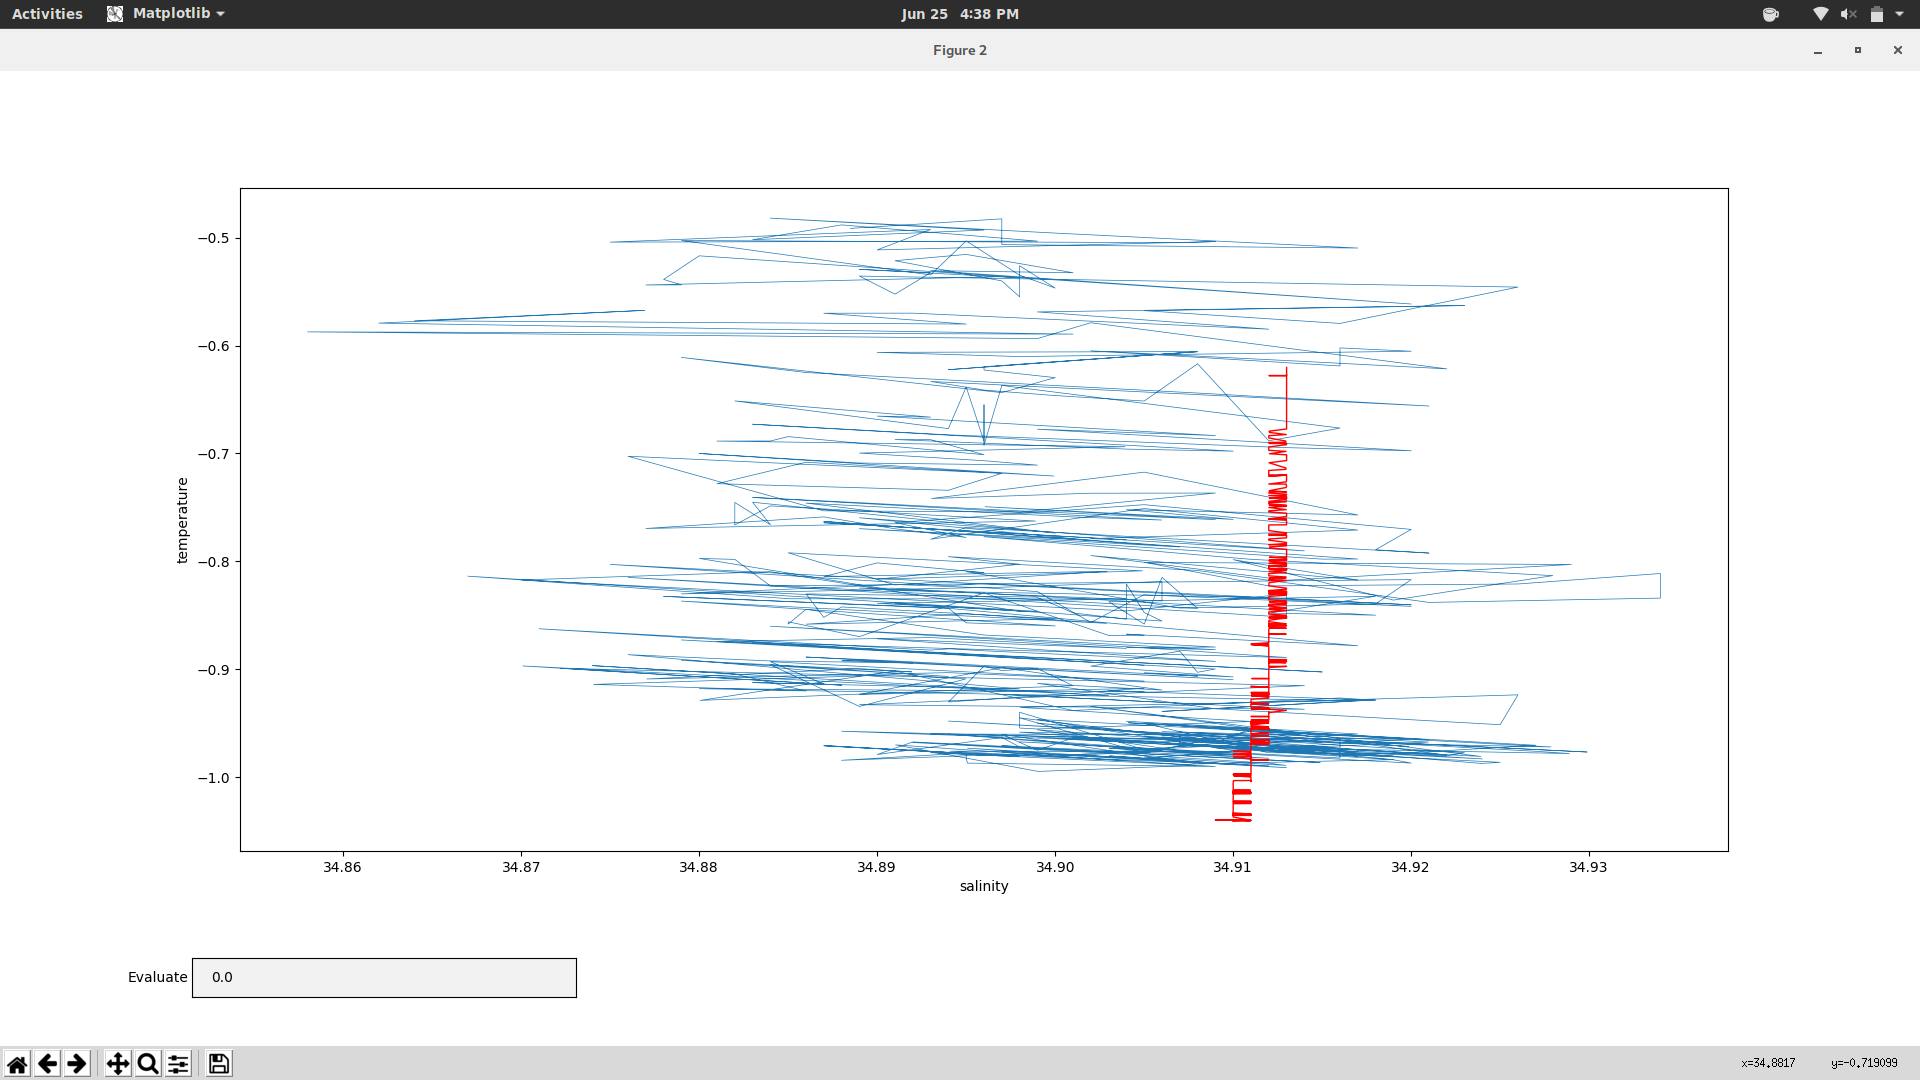 Activities Matplotlib Jun 25 4:38 PM
Figure 2
−0.5
−0.6
−0.7
−0.8
−0.9
−1.0
temperature
34.86 34.87 34.88 34.89 34.90 34.91 34.92 34.93
salinity
Evaluate 0.0
x=34.8817 y=-0.719099